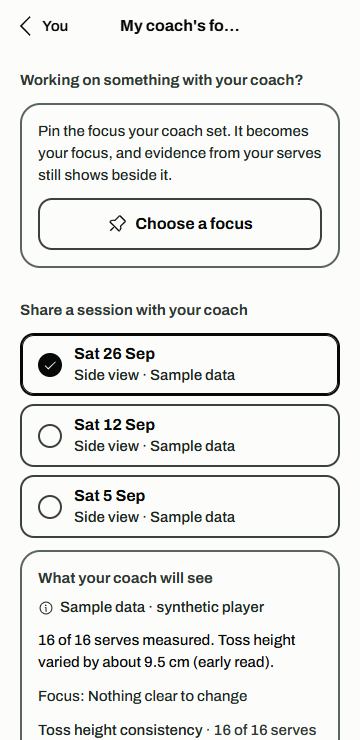 You
My coach's fo...
Working on something with your coach?
Pin the focus your coach set. It becomes
your focus, and evidence from your serves
still shows beside it.
Choose a focus
Share a session with your coach
Sat 26 Sep
Side view · Sample data
Sat 12 Sep
Side view · Sample data
Sat 5 Sep
Side view · Sample data
What your coach will see
Sample data · synthetic player
16 of 16 serves measured. Toss height
varied by about 9.5 cm (early read).
Focus: Nothing clear to change
Toss height consistency · 16 of 16 serves